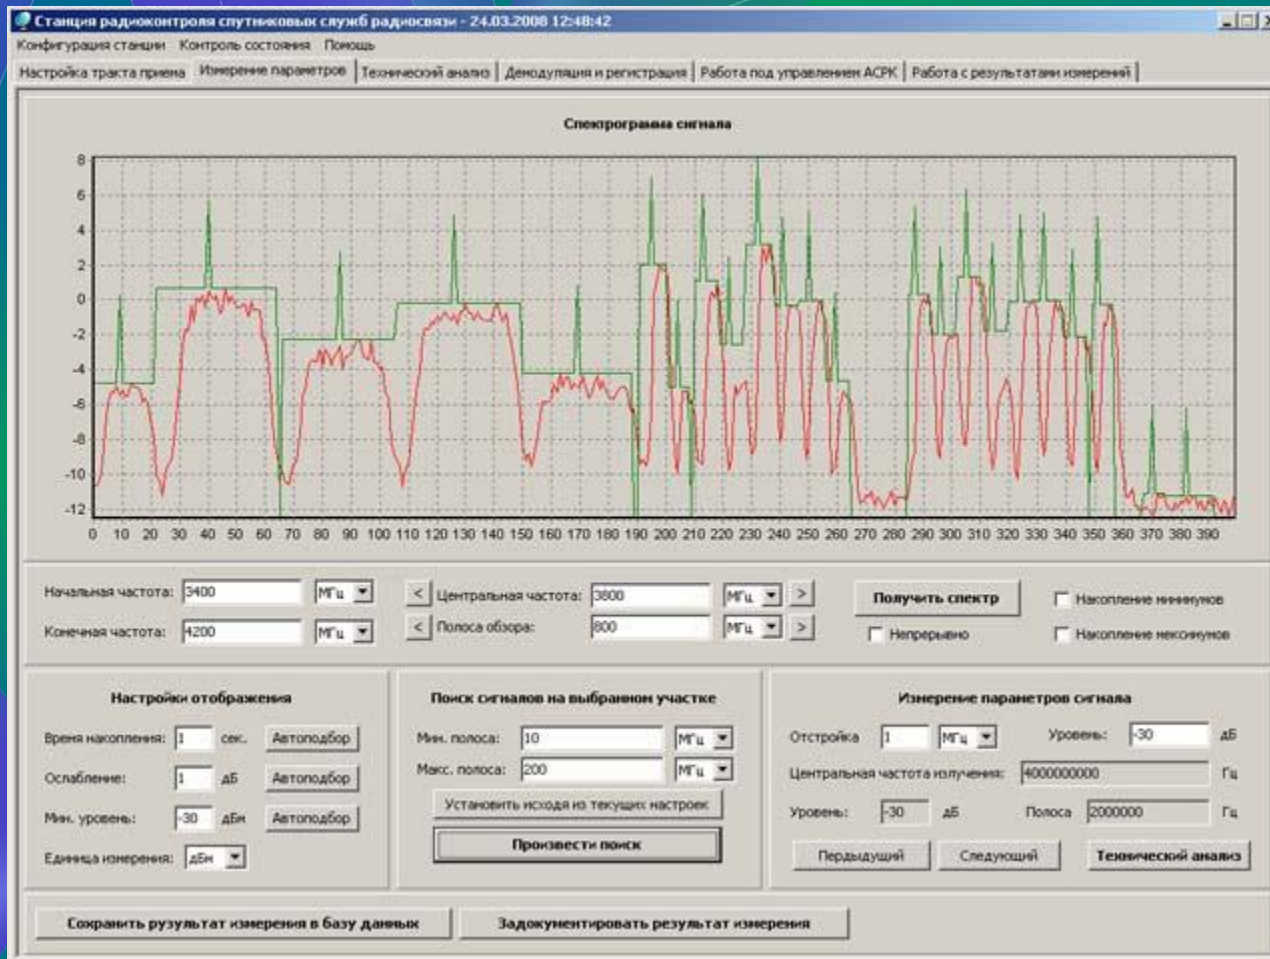 Станция радиоконтроля спутниковых служб радиосвязи - 24.03.2008 12:48:42
Конфигурация станции Контроль состояния Помощь
Настройка тракта приема Измерение параметров Технический анализ Демодуляция и регистрация Работа под управлением АСРК Работа с результатами измерений
Спектрограмма сигнала
8
6
4
2
0
-2
-4
-6
-8
-10
-12
0 10 20 30 40 50 60 70 80 90 100 110 120 130 140 150 160 170 180 190 200 210 220 230 240 250 260 270 280 290 300 310 320 330 340 350 360 370 380 390
Начальная частота: 3400 МГц < Центральная частота: 3800 МГц > Получить спектр Накопление минимумов
Конечная частота: 4200 МГц < Полоса обзора: 800 МГц > Непрерывно Накопление максимумов
Настройки отображения
Время накопления: 1 сек. Автоподбор
Ослабление: 1 дБ Автоподбор
Мин. уровень: -30 дБм Автоподбор
Единица измерения: дБм
Поиск сигналов на выбранном участке
Мин. полоса: 10 МГц
Макс. полоса: 200 МГц
Установить исходя из текущих настроек
Произвести поиск
Измерение параметров сигнала
Отстройка 1 МГц Уровень: -30 дБ
Центральная частота излучения: 4000000000 Гц
Уровень: -30 дБ Полоса 2000000 Гц
Пердыдущий Следующий Технический анализ
Сохранить рузультат измерения в базу данных Задокументировать результат измерения